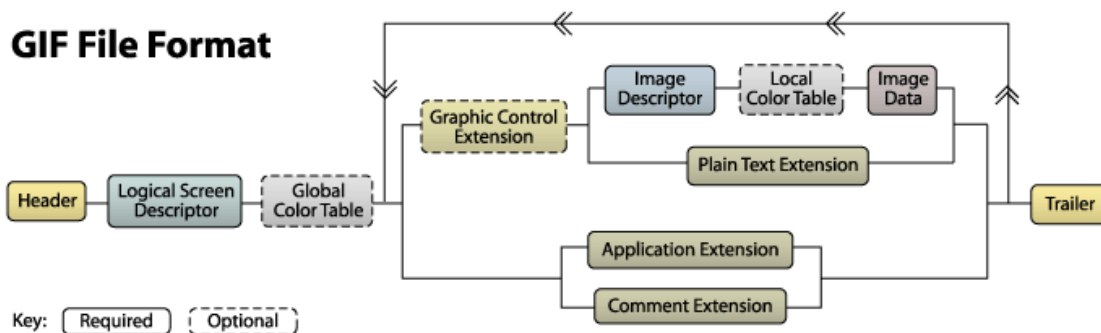 GIF File Format
Image
Descriptor
Local
Color Table
Image
Data
Graphic Control
Extension
Plain Text Extension
Header
Logical Screen
Descriptor
Global
Color Table
Trailer
Application Extension
Comment Extension
Key: Required Optional